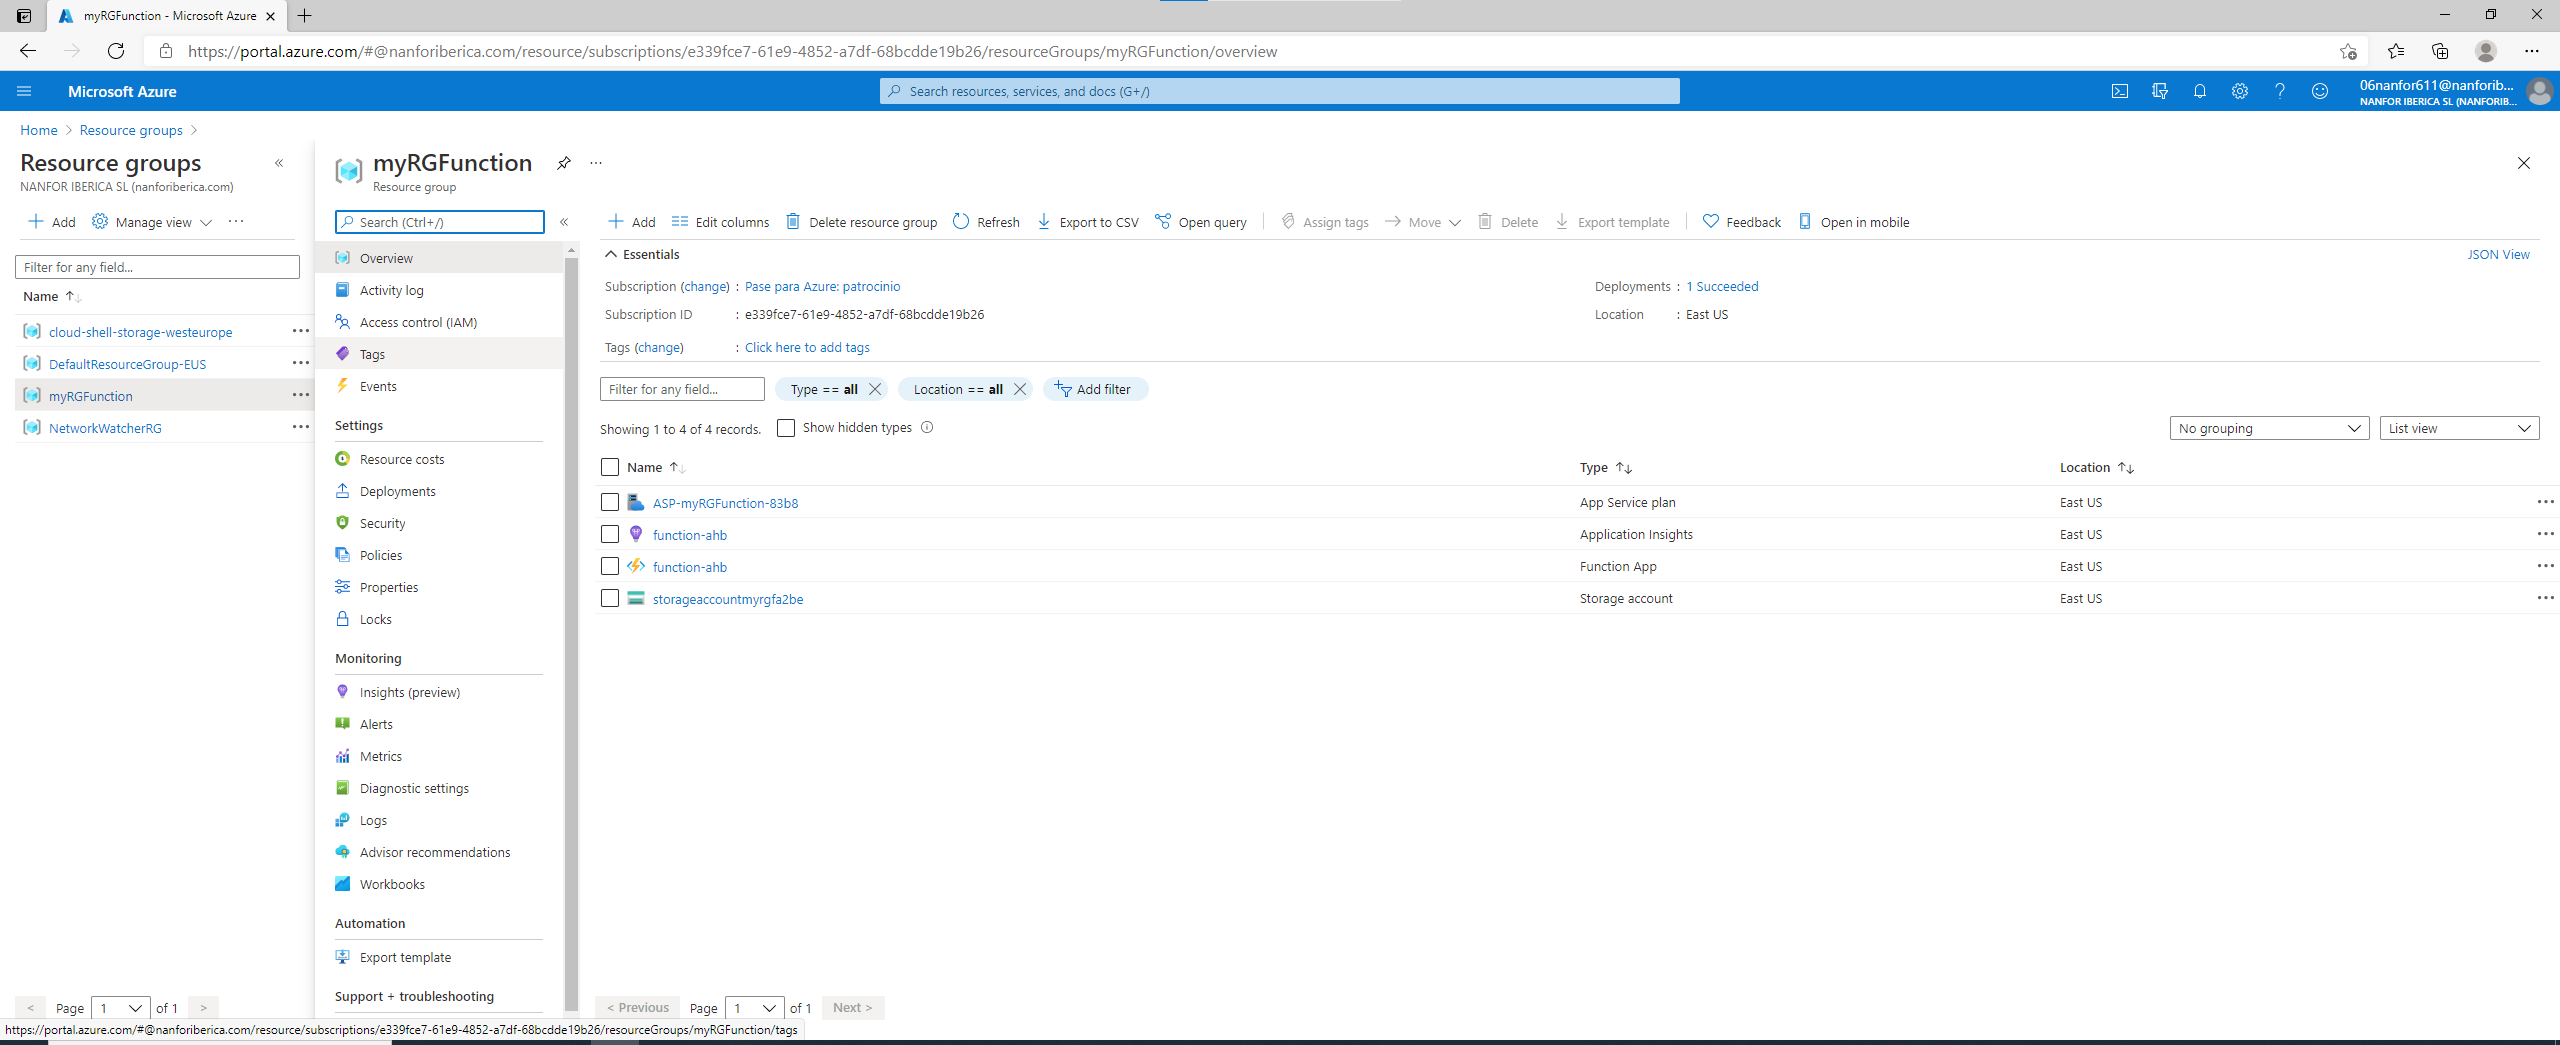 myRGFunction - Microsoft Azure
https://portal.azure.com/#@nanforiberica.com/resource/subscriptions/e339fce7-61e9-4852-a7df-68bcdde19b26/resourceGroups/myRGFunction/overview
Microsoft Azure
Search resources, services, and docs (G+/)
06nanfor611@nanforib...
NANFOR IBERICA SL (NANFORIB...
Home > Resource groups >
Resource groups
NANFOR IBERICA SL (nanforiberica.com)
+ Add Manage view ...
Filter for any field...
Name
cloud-shell-storage-westeurope
DefaultResourceGroup-EUS
myRGFunction
NetworkWatcherRG
< Page 1 of 1 >
myRGFunction
Resource group
Search (Ctrl+/)
Overview
Activity log
Access control (IAM)
Tags
Events
Settings
Resource costs
Deployments
Security
Policies
Properties
Locks
Monitoring
Insights (preview)
Alerts
Metrics
Diagnostic settings
Logs
Advisor recommendations
Workbooks
Automation
Export template
Support + troubleshooting
+ Add Edit columns Delete resource group Refresh Export to CSV Open query Assign tags Move Delete Export template Feedback Open in mobile
Essentials
JSON View
Subscription (change) : Pase para Azure: patrocinio
Deployments : 1 Succeeded
Subscription ID : e339fce7-61e9-4852-a7df-68bcdde19b26
Location : East US
Tags (change) : Click here to add tags
Filter for any field... Type == all Location == all Add filter
Showing 1 to 4 of 4 records. Show hidden types
No grouping List view
Name Type Location
ASP-myRGFunction-83b8 App Service plan East US
function-ahb Application Insights East US
function-ahb Function App East US
storageaccountmyrgfa2be Storage account East US
< Previous Page 1 of 1 Next >
https://portal.azure.com/#@nanforiberica.com/resource/subscriptions/e339fce7-61e9-4852-a7df-68bcdde19b26/resourceGroups/myRGFunction/tags